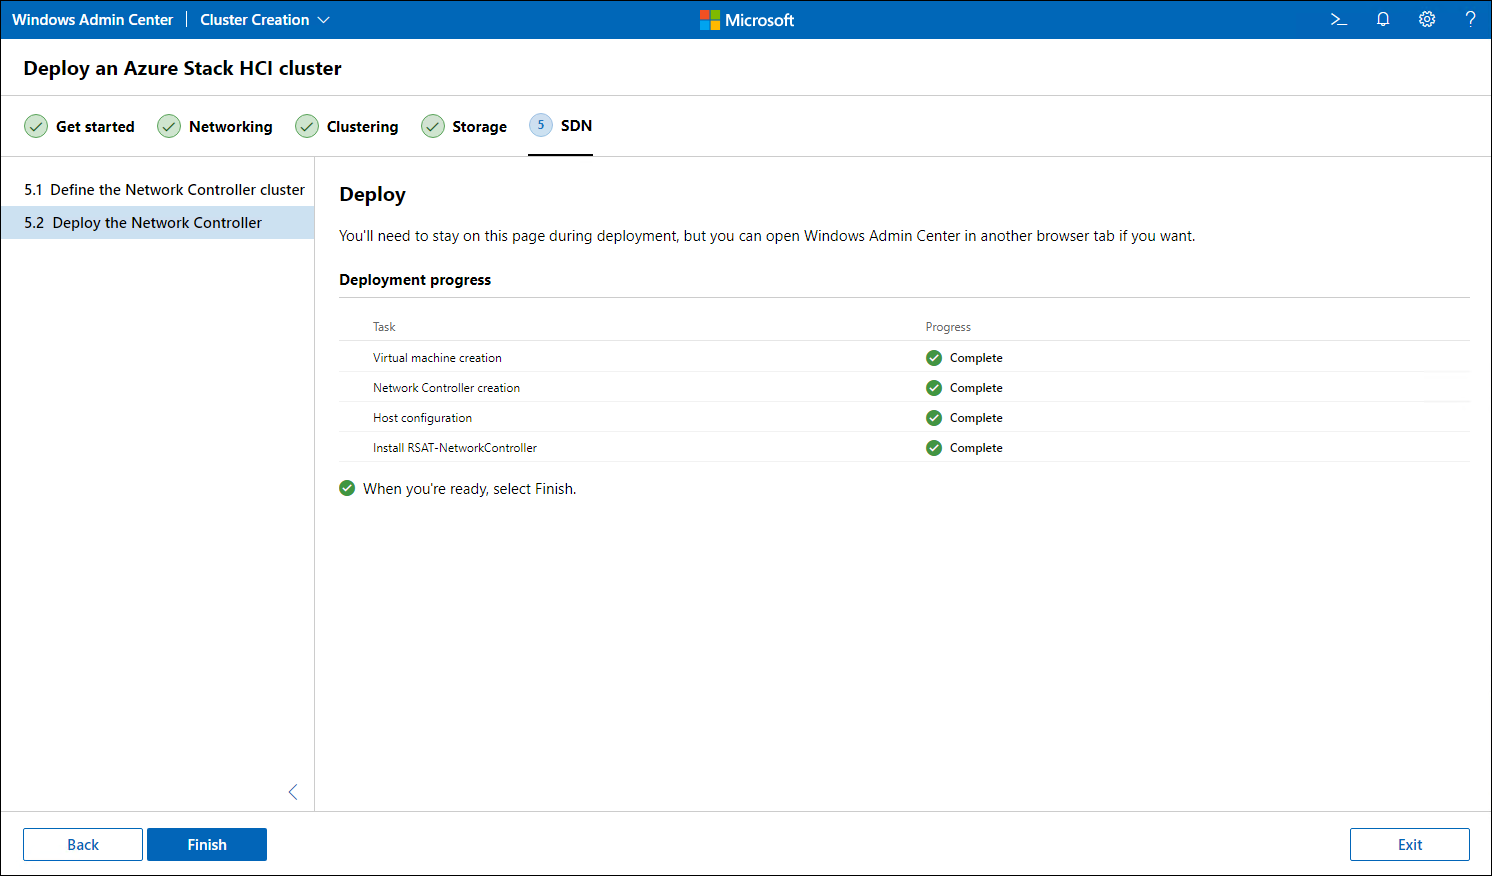 Windows Admin Center | Cluster Creation
Microsoft
Deploy an Azure Stack HCI cluster
Get started Networking Clustering Storage 5 SDN
5.1 Define the Network Controller cluster
5.2 Deploy the Network Controller
Deploy
You'll need to stay on this page during deployment, but you can open Windows Admin Center in another browser tab if you want.
Deployment progress
Task Progress
Virtual machine creation Complete
Network Controller creation Complete
Host configuration Complete
Install RSAT-NetworkController Complete
When you're ready, select Finish.
Back Finish Exit